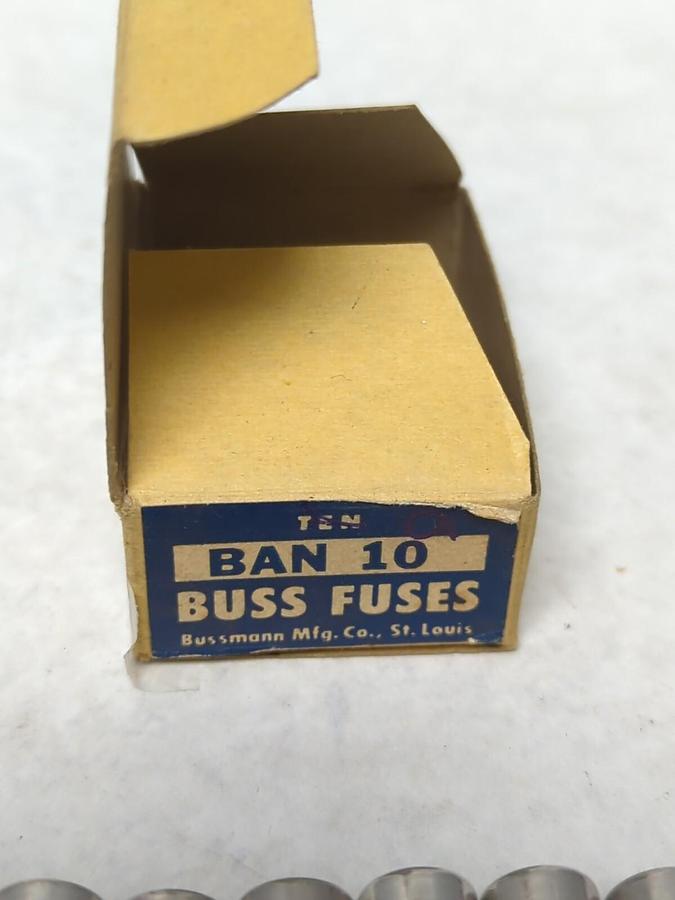 TEN
BAN 10
BUSS FUSES
Bussmann Mfg. Co., St. Louis